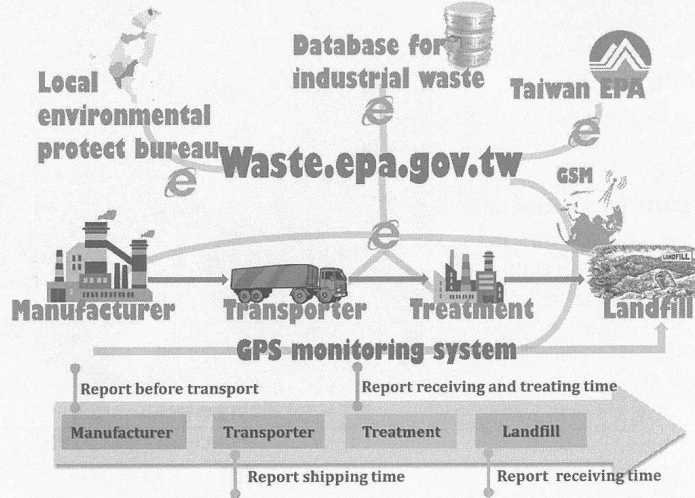 Local
environmental
protect bureau
Database for
industrial waste
Taiwan EPA
Waste.epa.gov.tw
GSM
LANDFILL
Manufacturer
Transporter
Treatment
Landfill
GPS monitoring system
Report before transport
Report receiving and treating time
Manufacturer
Transporter
Treatment
Landfill
Report shipping time
Report receiving time